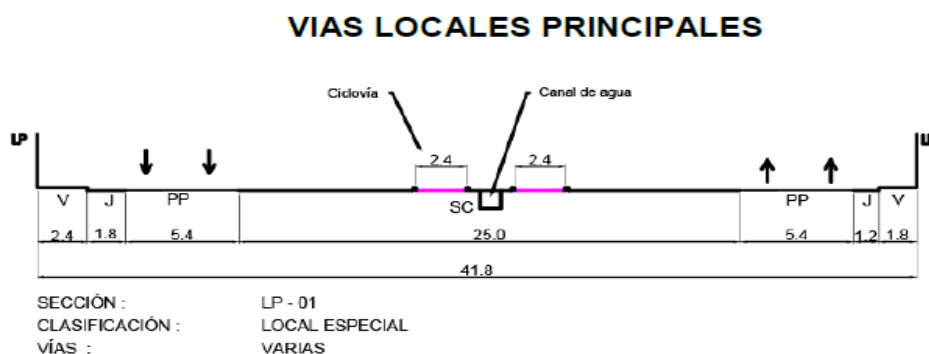 VIAS LOCALES PRINCIPALES
Ciclovía
Canal de agua
LP
2.4
2.4
V
J
PP
SC
PP
J
V
2.4
1.8
5.4
25.0
5.4
1.2
1.8
41.8
SECCIÓN : LP - 01
CLASIFICACIÓN : LOCAL ESPECIAL
VÍAS : VARIAS